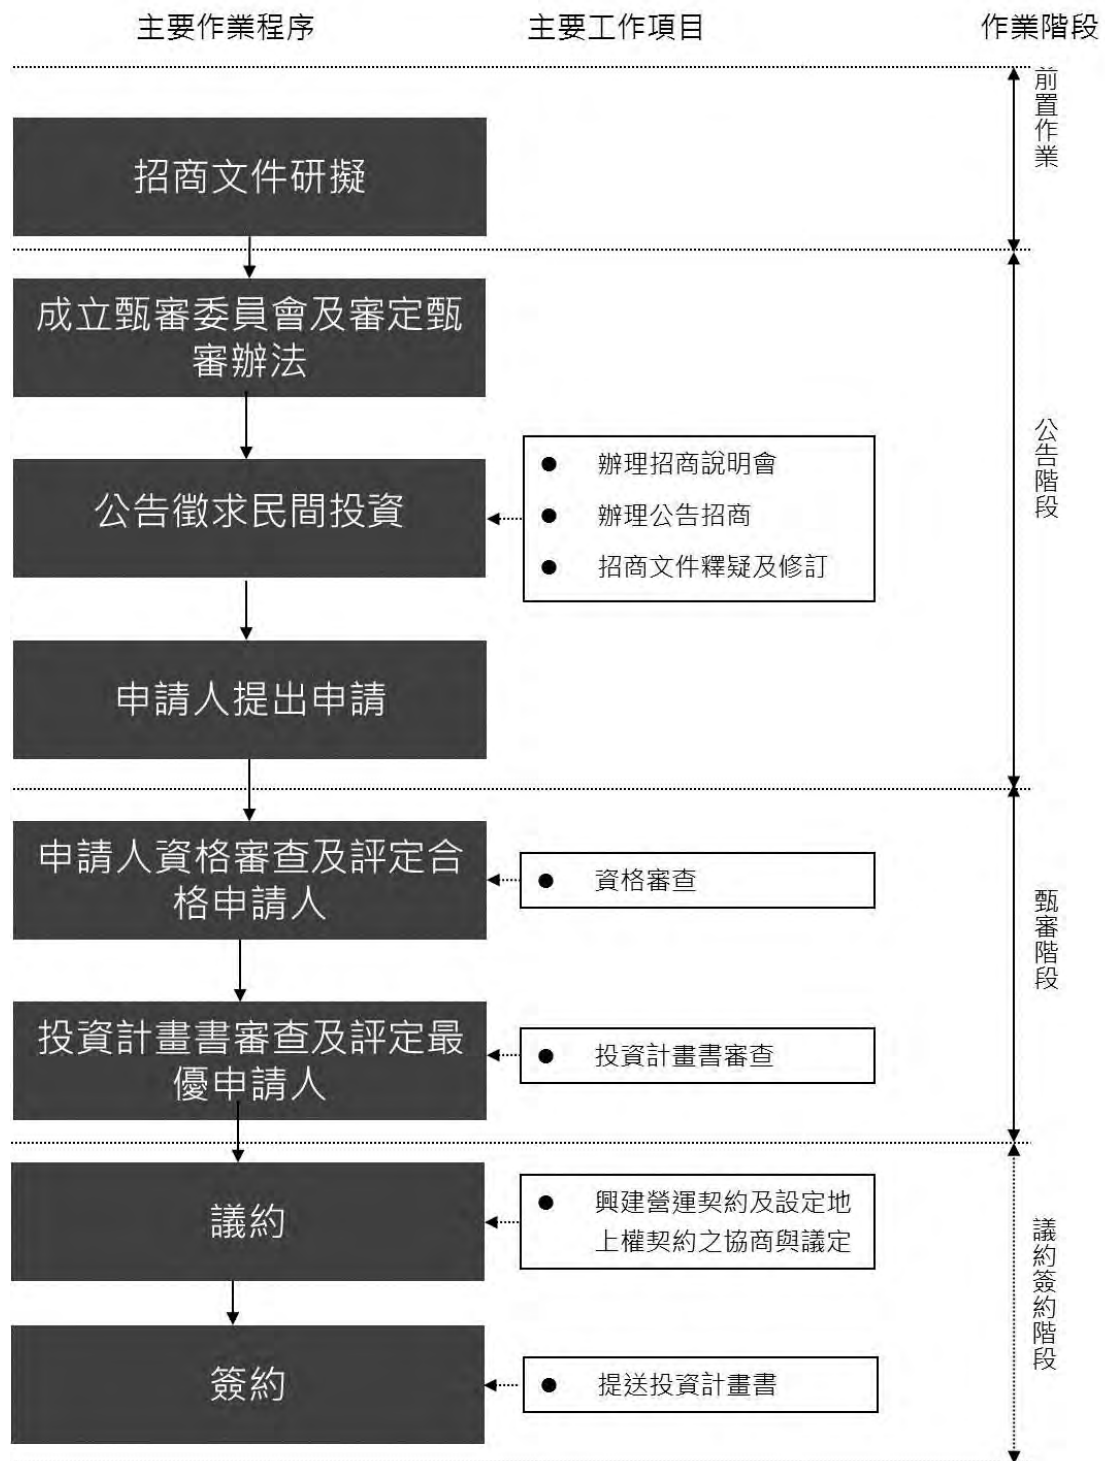 主要作業程序
主要工作項目
作業階段
前置作業
招商文件研擬
成立甄審委員會及審定甄
審辦法
公告徵求民間投資
● 辦理招商說明會
● 辦理公告招商
● 招商文件釋疑及修訂
公告階段
申請人提出申請
申請人資格審查及評定合
格申請人
● 資格審查
甄審階段
投資計畫書審查及評定最
優申請人
● 投資計畫書審查
議約
● 興建營運契約及設定地
上權契約之協商與議定
議約簽約階段
簽約
● 提送投資計畫書